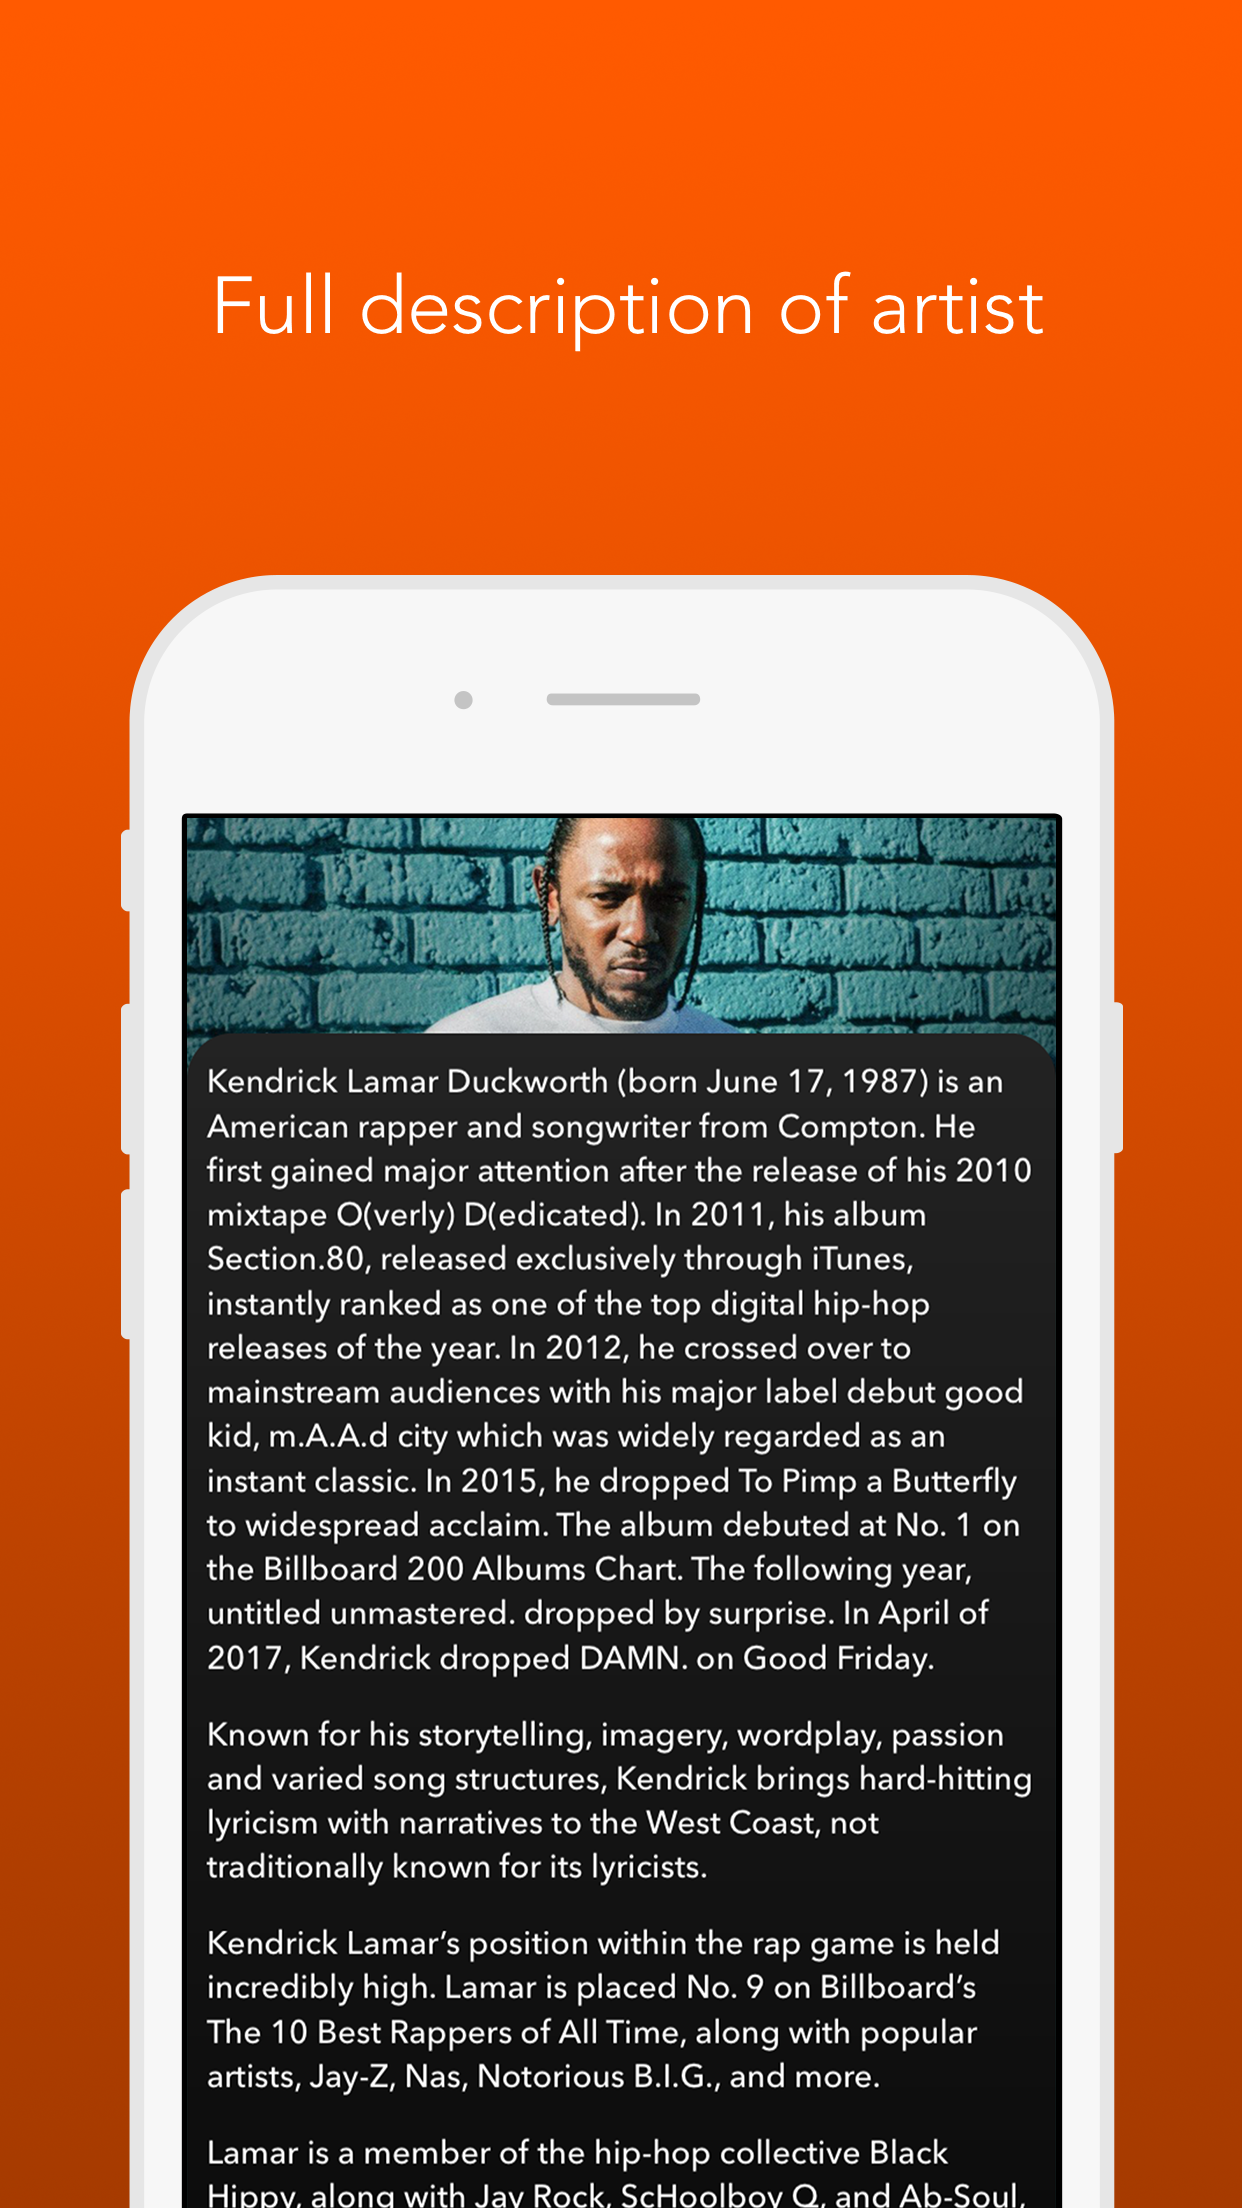 Full description of artist
Kendrick Lamar Duckworth (born June 17, 1987) is an
American rapper and songwriter from Compton. He
first gained major attention after the release of his 2010
mixtape O(verly) D(edicated). In 2011, his album
Section.80, released exclusively through iTunes,
instantly ranked as one of the top digital hip-hop
releases of the year. In 2012, he crossed over to
mainstream audiences with his major label debut good
kid, m.A.A.d city which was widely regarded as an
instant classic. In 2015, he dropped To Pimp a Butterfly
to widespread acclaim. The album debuted at No. 1 on
the Billboard 200 Albums Chart. The following year,
untitled unmastered. dropped by surprise. In April of
2017, Kendrick dropped DAMN. on Good Friday.
Known for his storytelling, imagery, wordplay, passion
and varied song structures, Kendrick brings hard-hitting
lyricism with narratives to the West Coast, not
traditionally known for its lyricists.
Kendrick Lamar’s position within the rap game is held
incredibly high. Lamar is placed No. 9 on Billboard’s
The 10 Best Rappers of All Time, along with popular
artists, Jay-Z, Nas, Notorious B.I.G., and more.
Lamar is a member of the hip-hop collective Black
Hippy, along with Jay Rock, ScHoolboy Q, and Ab-Soul,